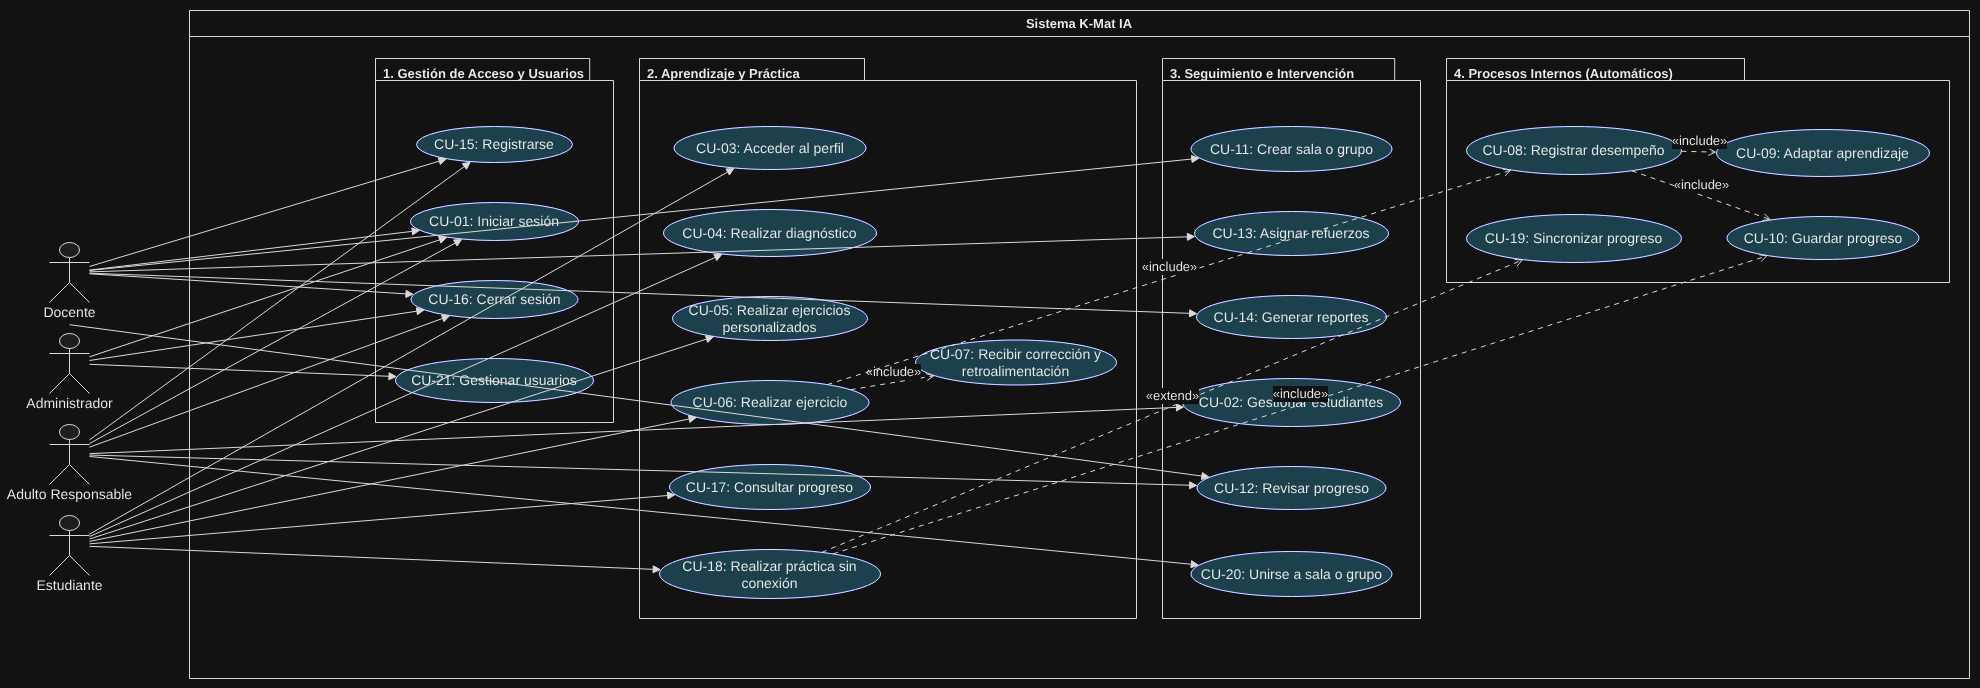 Sistema K-Mat IA
1. Gestión de Acceso y Usuarios
CU-15: Registrarse
CU-01: Iniciar sesión
CU-16: Cerrar sesión
CU-21: Gestionar usuarios
2. Aprendizaje y Práctica
CU-03: Acceder al perfil
CU-04: Realizar diagnóstico
CU-05: Realizar ejercicios
personalizados
CU-07: Recibir corrección y
retroalimentación
«include»
CU-06: Realizar ejercicio
CU-17: Consultar progreso
CU-18: Realizar práctica sin
conexión
3. Seguimiento e Intervención
CU-11: Crear sala o grupo
CU-13: Asignar refuerzos
«include»
CU-14: Generar reportes
«extend»
«include»
CU-02: Gestionar estudiantes
CU-12: Revisar progreso
CU-20: Unirse a sala o grupo
4. Procesos Internos (Automáticos)
CU-08: Registrar desempeño
«include»
CU-09: Adaptar aprendizaje
«include»
CU-19: Sincronizar progreso
CU-10: Guardar progreso
Docente
Administrador
Adulto Responsable
Estudiante